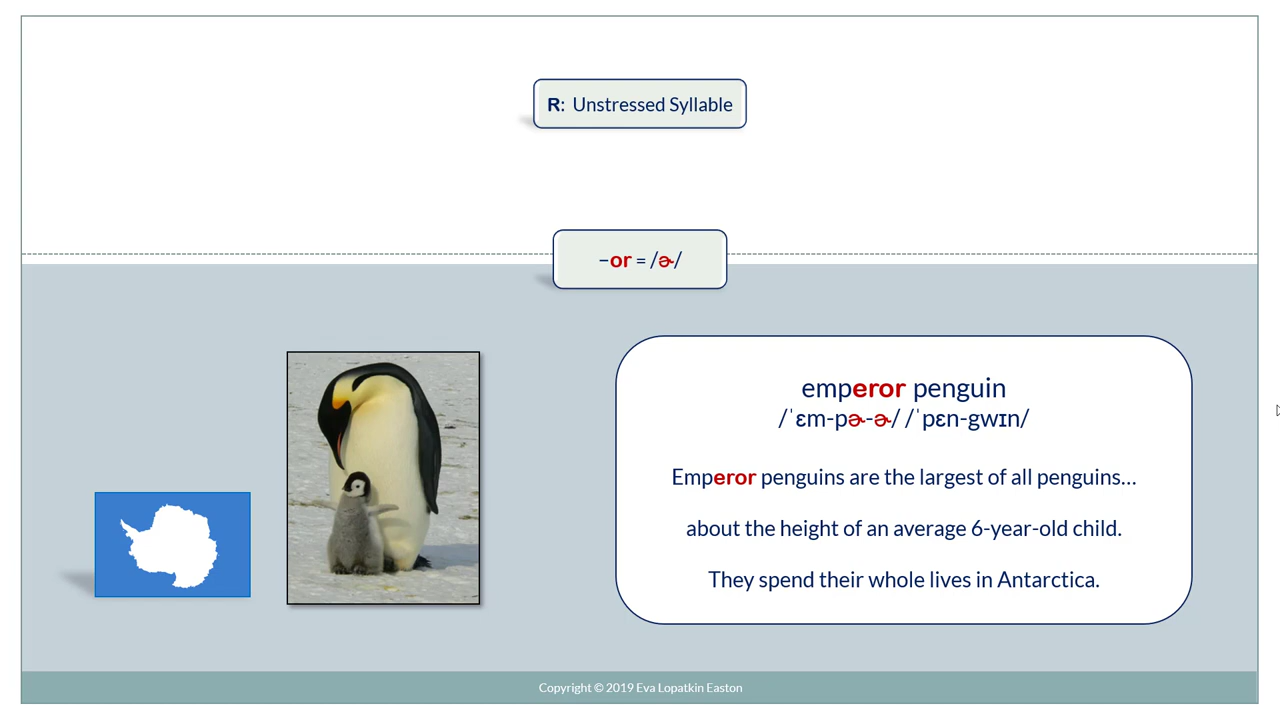 R: Unstressed Syllable
–or = /ɚ/
emperor penguin
/ˈɛm-pɚ-ɚ/ /ˈpɛn-gwɪn/
Emperor penguins are the largest of all penguins…
about the height of an average 6-year-old child.
They spend their whole lives in Antarctica.
Copyright © 2019 Eva Lopatkin Easton